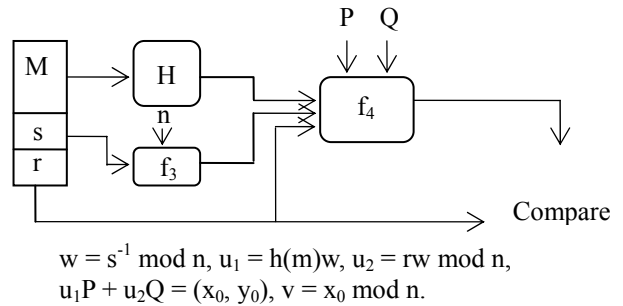 P Q
M
H
f₄
n
s
f₃
r
Compare
w = s⁻¹ mod n, u₁ = h(m)w, u₂ = rw mod n,
u₁P + u₂Q = (x₀, y₀), v = x₀ mod n.